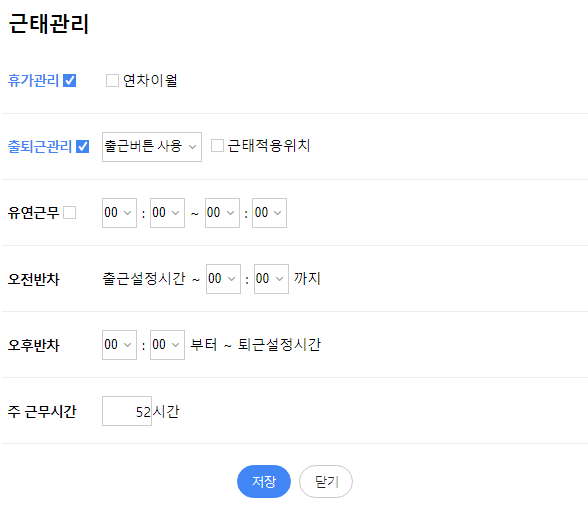 근태관리
휴가관리 연차이월
출퇴근관리 출근버튼 사용 근태적용위치
유연근무 00 : 00 ~ 00 : 00
오전반차 출근설정시간 ~ 00 : 00 까지
오후반차 00 : 00 부터 ~ 퇴근설정시간
주 근무시간 52시간
저장 닫기